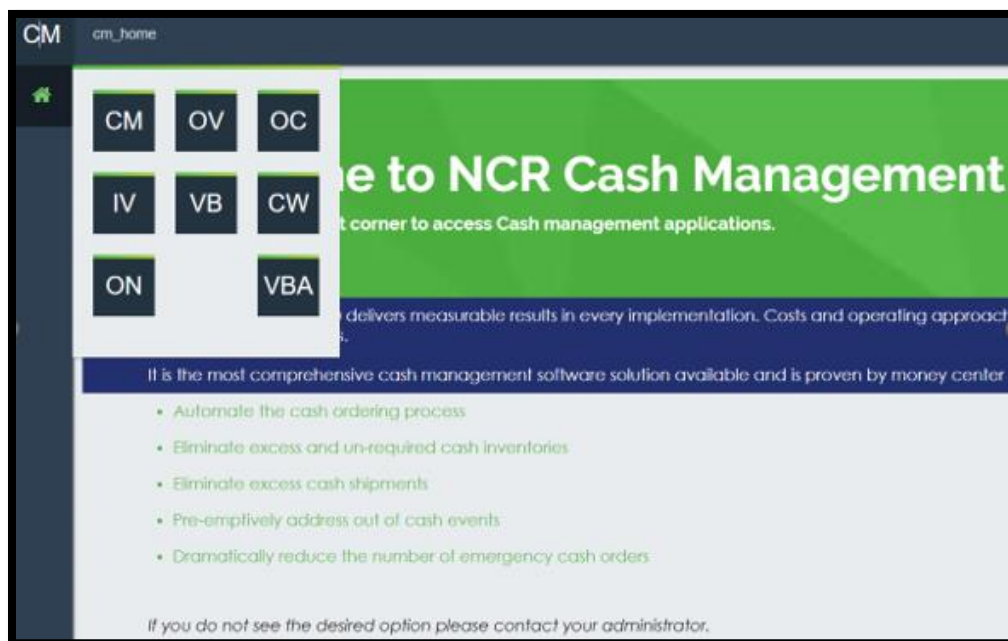 CM cm_home
CM OV OC
IV VB CW
ON VBA
e to NCR Cash Management
t corner to access Cash management applications.
delivers measurable results in every implementation. Costs and operating approach
s.
It is the most comprehensive cash management software solution available and is proven by money center
• Automate the cash ordering process
• Eliminate excess and un-required cash inventories
• Eliminate excess cash shipments
• Pre-emptively address out of cash events
• Dramatically reduce the number of emergency cash orders
If you do not see the desired option please contact your administrator.